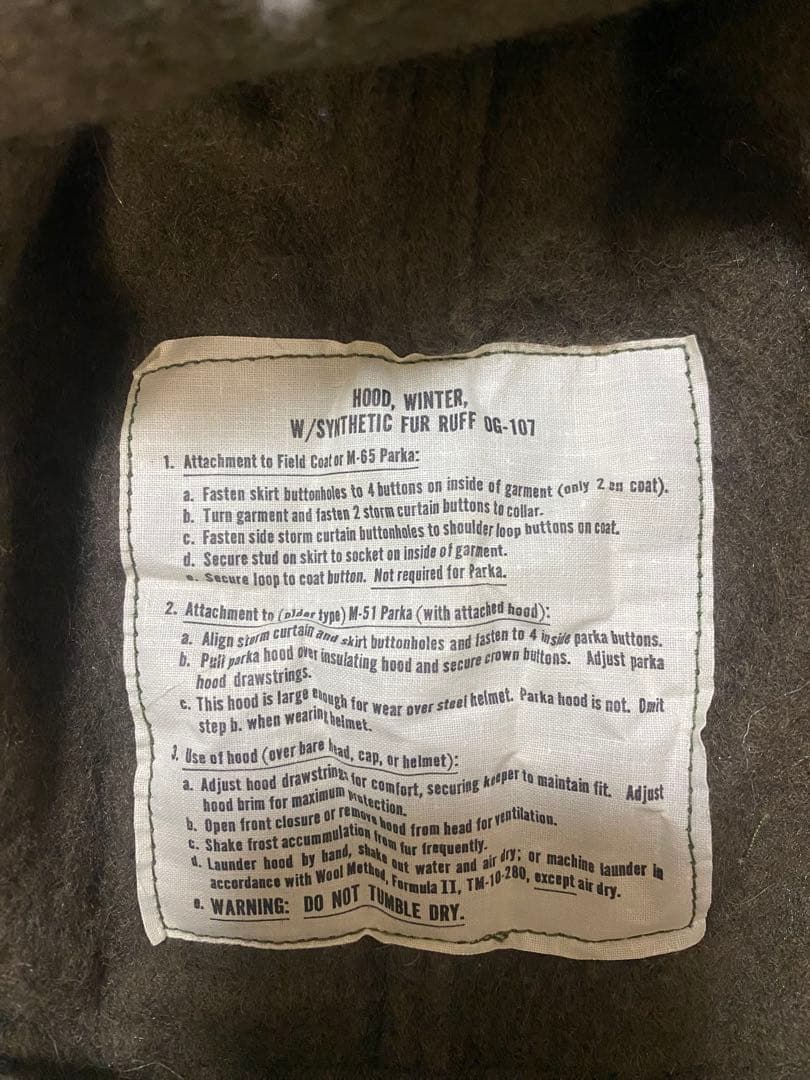 HOOD, WINTER,
W/SYNTHETIC FUR RUFF OG-107
1. Attachment to Field Coat or M-65 Parka:
a. Fasten skirt buttonholes to 4 buttons on inside of garment (only 2 on coat).
b. Turn garment and fasten 2 storm curtain buttons to collar.
c. Fasten side storm curtain buttonholes to shoulder loop buttons on coat.
d. Secure stud on skirt to socket on inside of garment.
e. Secure loop to coat button. Not required for Parka.
2. Attachment to (older type) M-51 Parka (with attached hood):
a. Align storm curtain and skirt buttonholes and fasten to 4 inside parka buttons.
b. Pull parka hood over insulating hood and secure crown buttons. Adjust parka
hood drawstrings.
c. This hood is large enough for wear over steel helmet. Parka hood is not. Omit
step b. when wearing helmet.
3. Use of hood (over bare head, cap, or helmet):
a. Adjust hood drawstrings for comfort, securing keeper to maintain fit. Adjust
hood brim for maximum protection.
b. Open front closure or remove hood from head for ventilation.
c. Shake frost accummulation from fur frequently.
d. Launder hood by hand, shake out water and air dry; or machine launder in
accordance with Wool Method, Formula II, TM-10-280, except air dry.
e. WARNING: DO NOT TUMBLE DRY.